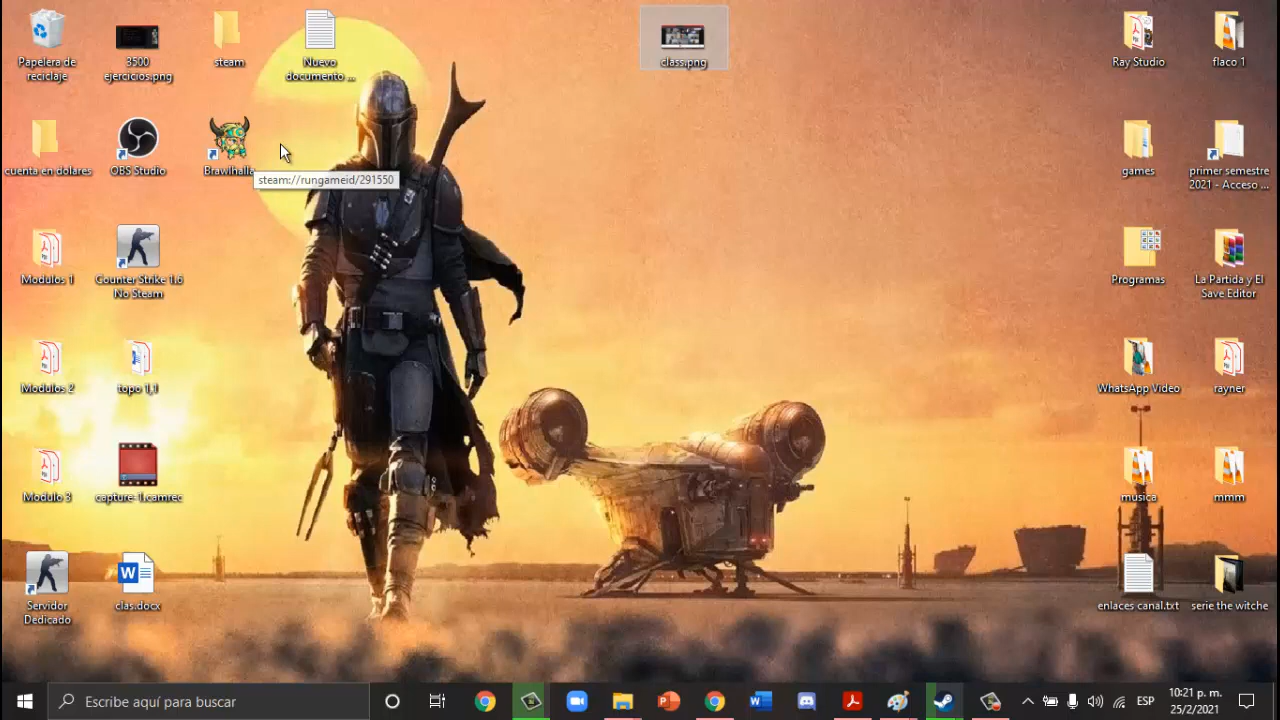 Papelera de
reciclaje
3500
ejercicios.png
steam
Nuevo
documento ...
class.png
Ray Studio
flaco 1
cuenta en dolares
OBS Studio
Brawlhalla
steam://rungameid/291550
games
primer semestre
2021 - Acceso ...
Modulos 1
Counter Strike 1.6
No Steam
Programas
La Partida y El
Save Editor
Modulos 2
topo 1,1
WhatsApp Video
rayner
Modulo 3
capture-1.camrec
musica
mmm
Servidor
Dedicado
clas.docx
enlaces canal.txt
serie the witche
Escribe aquí para buscar
ESP
10:21 p. m.
25/2/2021